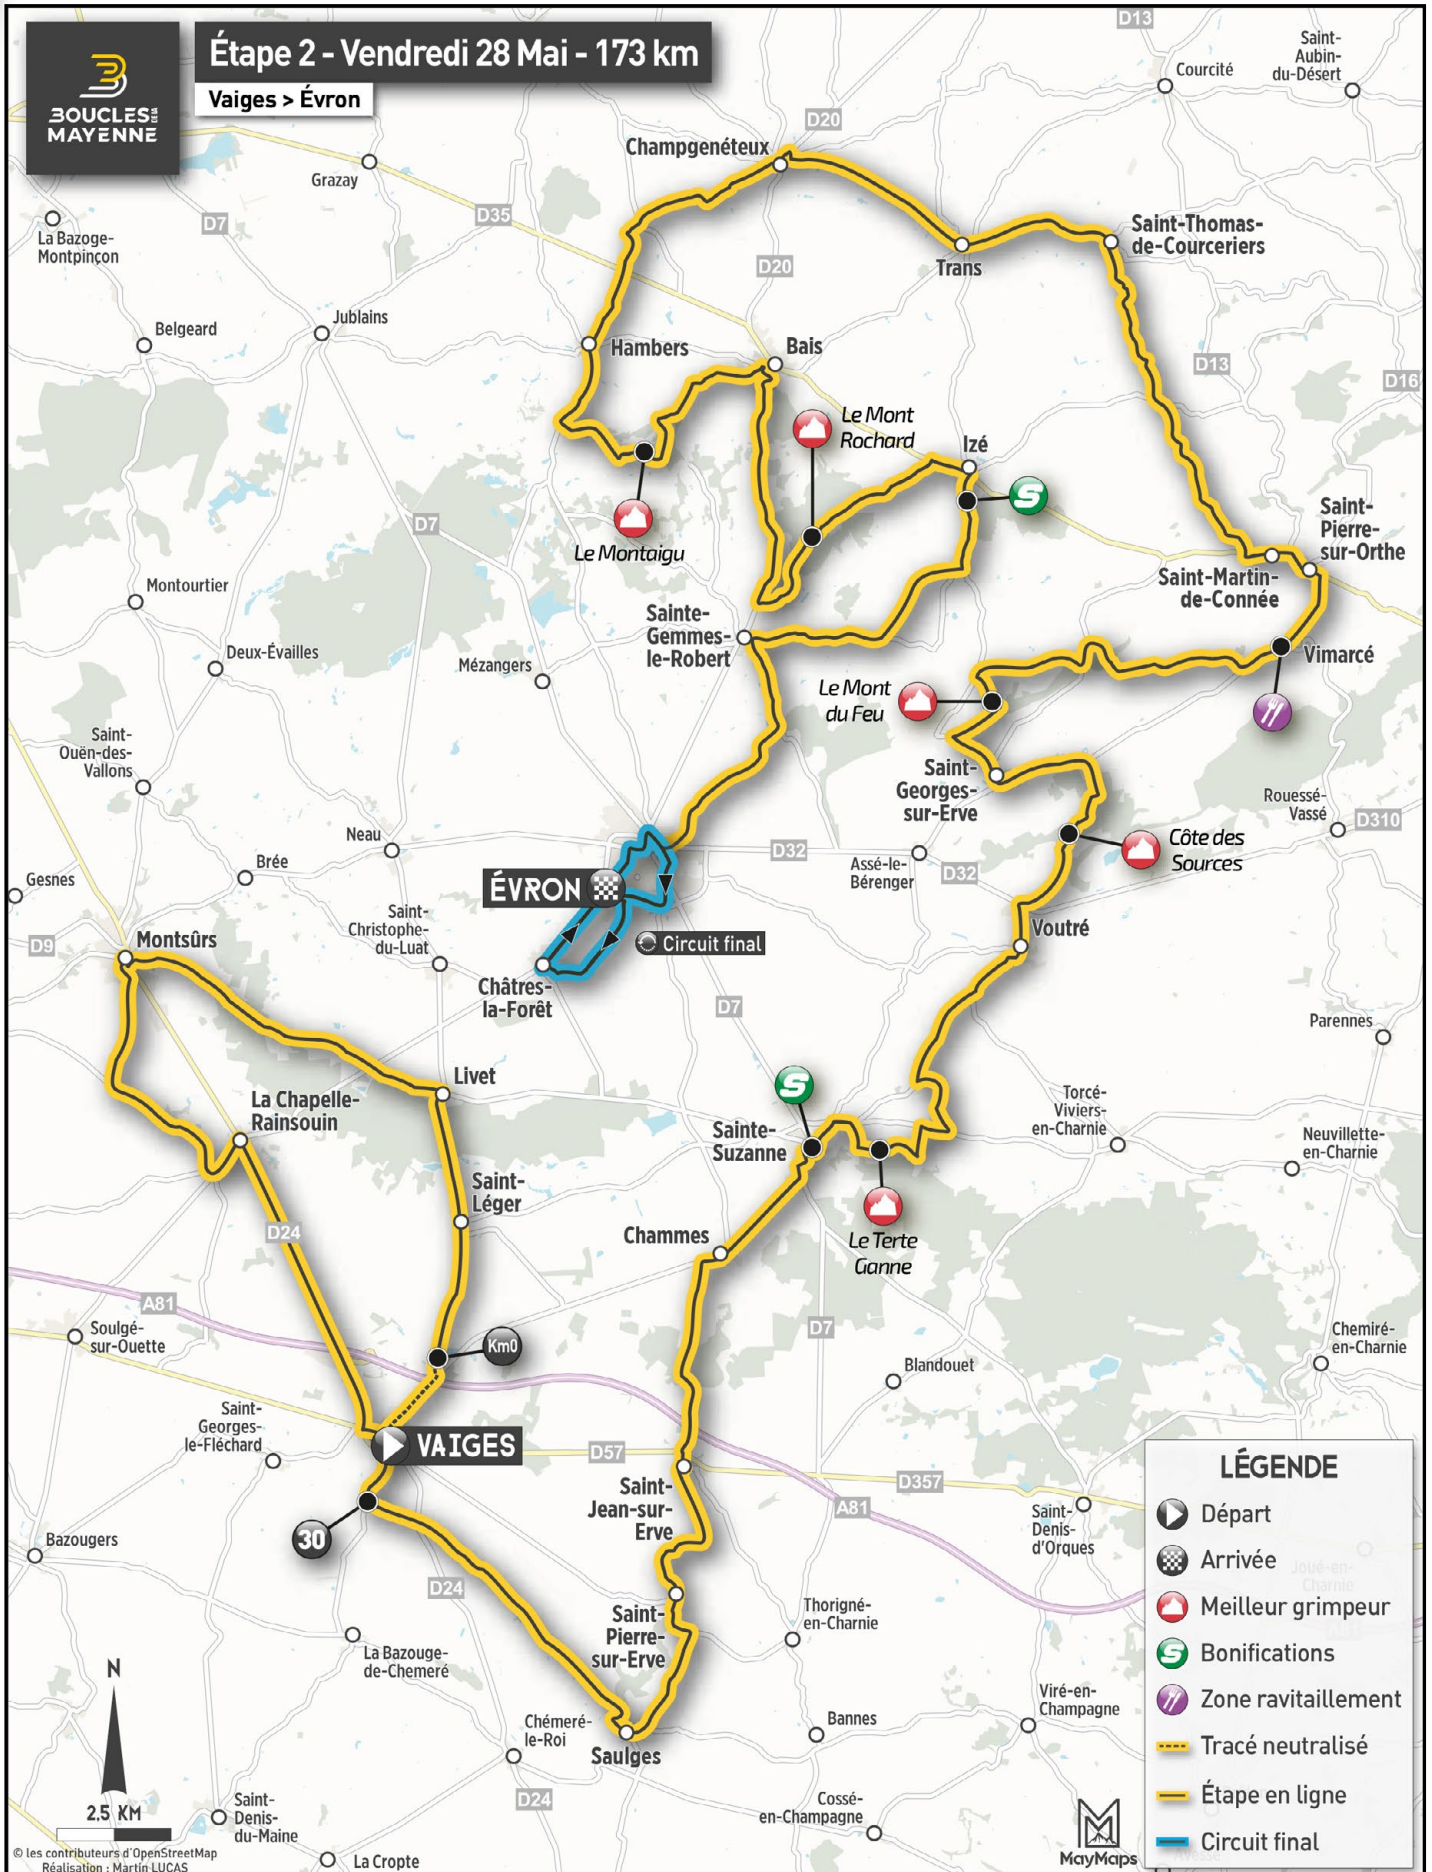 BOUCLES DE LA
MAYENNE
Étape 2 - Vendredi 28 Mai - 173 km
Vaiges > Évron
D13
Saint-
Aubin-
du-Désert
Courcité
D20
Champgenéteux
Grazay
D35
D7
La Bazoge-
Montpinçon
Saint-Thomas-
de-Courceriers
D20
Trans
Belgeard
Jublains
Hambers
Bais
D13
D16
Le Mont
Rochard
Izé
S
D7
Le Montaigu
Saint-
Pierre-
sur-Orthe
Saint-Martin-
de-Connée
Montourtier
Sainte-
Gemmes-
le-Robert
Deux-Évailles
Mézangers
Vimarcé
Le Mont
du Feu
Saint-
Ouën-des-
Vallons
Saint-
Georges-
sur-Erve
Rouessé-
Vassé
D310
Neau
Côte des
Sources
D32
Assé-le-
Bérenger
D32
Brée
Gesnes
ÉVRON
Saint-
Christophe-
du-Luat
Voutré
D9
Montsûrs
Circuit final
Châtres-
la-Forêt
D7
Parennes
Livet
S
La Chapelle-
Rainsouin
Torcé-
Viviers-
en-Charnie
Sainte-
Suzanne
Neuvillette-
en-Charnie
Saint-
Léger
D24
Chammes
Le Terte
Ganne
A81
Soulgé-
sur-Ouette
Km0
D7
Chemiré-
en-Charnie
Blandouet
Saint-
Georges-
le-Fléchard
VAIGES
D57
D357
A81
Saint-
Jean-sur-
Erve
Saint-
Denis-
d'Orques
30
Bazougers
D24
Joué-en-
Charnie
Thorigné-
en-Charnie
Saint-
Pierre-
sur-Erve
La Bazouge-
de-Chemeré
N
Viré-en-
Champagne
Chémeré-
le-Roi
Bannes
Saulges
D24
Cossé-
en-Champagne
2.5 KM
Saint-
Denis-
du-Maine
La Cropte
© les contributeurs d'OpenStreetMap
Réalisation : Martin LUCAS
MayMaps
LÉGENDE
Départ
Arrivée
Meilleur grimpeur
S Bonifications
Zone ravitaillement
Tracé neutralisé
Étape en ligne
Circuit final